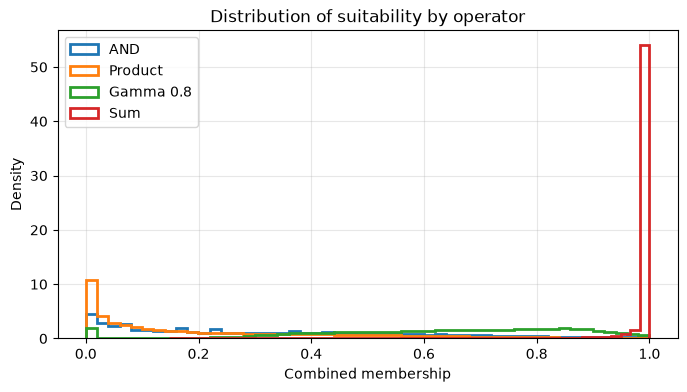 Distribution of suitability by operator
AND
Product
Gamma 0.8
Sum
Density
50
40
30
20
10
0
0.0 0.2 0.4 0.6 0.8 1.0
Combined membership